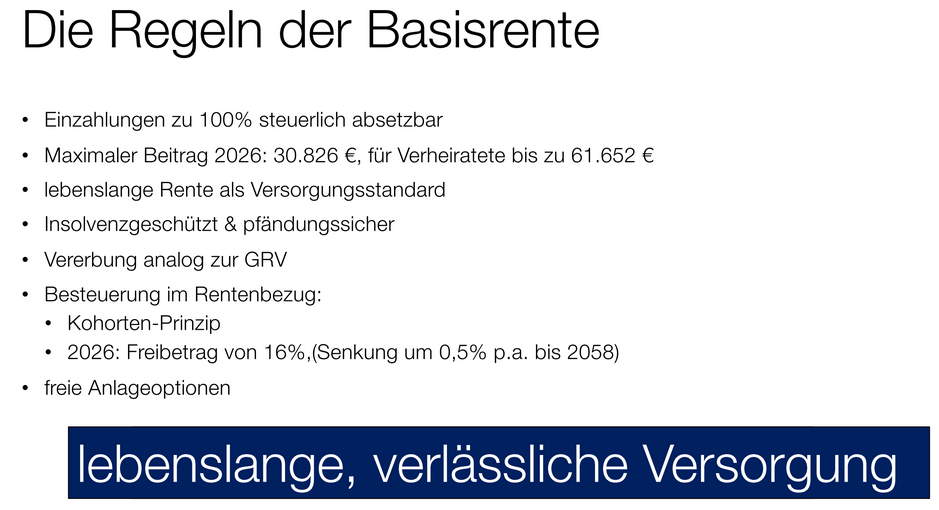 Die Regeln der Basisrente
• Einzahlungen zu 100% steuerlich absetzbar
• Maximaler Beitrag 2026: 30.826 €, für Verheiratete bis zu 61.652 €
• lebenslange Rente als Versorgungsstandard
• Insolvenzgeschützt & pfändungssicher
• Vererbung analog zur GRV
• Besteuerung im Rentenbezug:
• Kohorten-Prinzip
• 2026: Freibetrag von 16%,(Senkung um 0,5% p.a. bis 2058)
• freie Anlageoptionen
lebenslange, verlässliche Versorgung